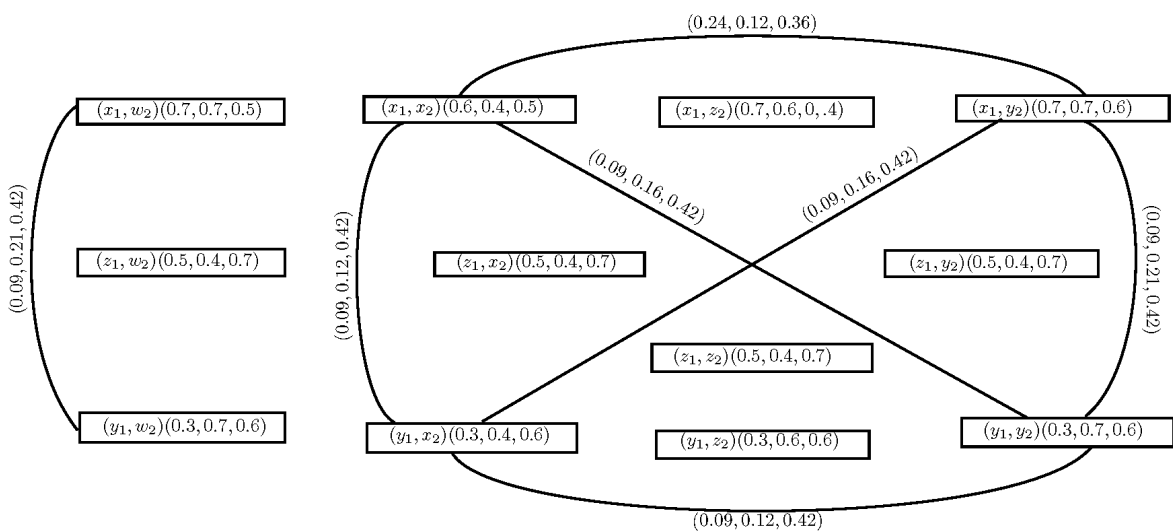 (0.24, 0.12, 0.36)
(x₁, w₂)(0.7, 0.7, 0.5)
(x₁, x₂)(0.6, 0.4, 0.5)
(x₁, z₂)(0.7, 0.6, 0, .4)
(x₁, y₂)(0.7, 0.7, 0.6)
(0.09, 0.16, 0.42)
(0.09, 0.16, 0.42)
(0.09, 0.21, 0.42)
(z₁, w₂)(0.5, 0.4, 0.7)
(0.09, 0.12, 0.42)
(z₁, x₂)(0.5, 0.4, 0.7)
(z₁, y₂)(0.5, 0.4, 0.7)
(0.09, 0.21, 0.42)
(z₁, z₂)(0.5, 0.4, 0.7)
(y₁, w₂)(0.3, 0.7, 0.6)
(y₁, x₂)(0.3, 0.4, 0.6)
(y₁, z₂)(0.3, 0.6, 0.6)
(y₁, y₂)(0.3, 0.7, 0.6)
(0.09, 0.12, 0.42)